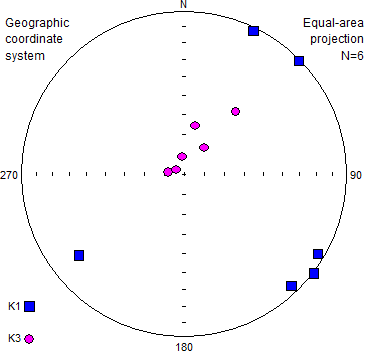 N
Geographic
coordinate
system
Equal-area
projection
N=6
270
90
K1
K3
180